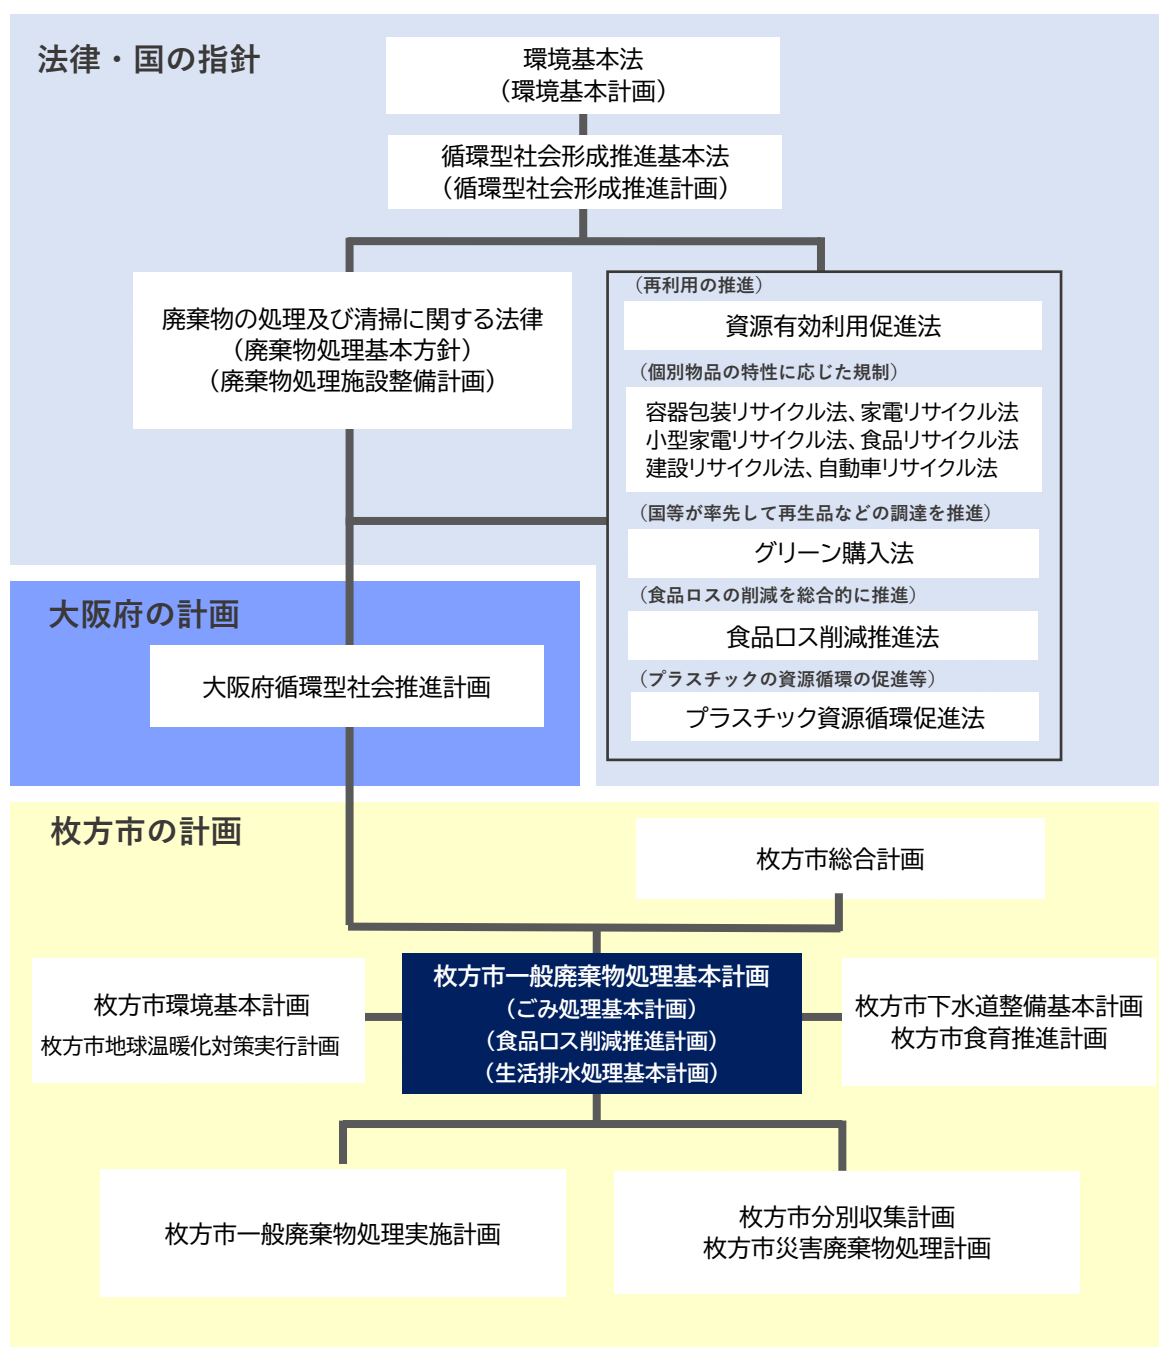 法律・国の指針
環境基本法
（環境基本計画）
循環型社会形成推進基本法
（循環型社会形成推進計画）
廃棄物の処理及び清掃に関する法律
（廃棄物処理基本方針）
（廃棄物処理施設整備計画）
（再利用の推進）
資源有効利用促進法
（個別物品の特性に応じた規制）
容器包装リサイクル法、家電リサイクル法
小型家電リサイクル法、食品リサイクル法
建設リサイクル法、自動車リサイクル法
（国等が率先して再生品などの調達を推進）
グリーン購入法
（食品ロスの削減を総合的に推進）
食品ロス削減推進法
（プラスチックの資源循環の促進等）
プラスチック資源循環促進法
大阪府の計画
大阪府循環型社会推進計画
枚方市の計画
枚方市総合計画
枚方市環境基本計画
枚方市地球温暖化対策実行計画
枚方市一般廃棄物処理基本計画
（ごみ処理基本計画）
（食品ロス削減推進計画）
（生活排水処理基本計画）
枚方市下水道整備基本計画
枚方市食育推進計画
枚方市一般廃棄物処理実施計画
枚方市分別収集計画
枚方市災害廃棄物処理計画